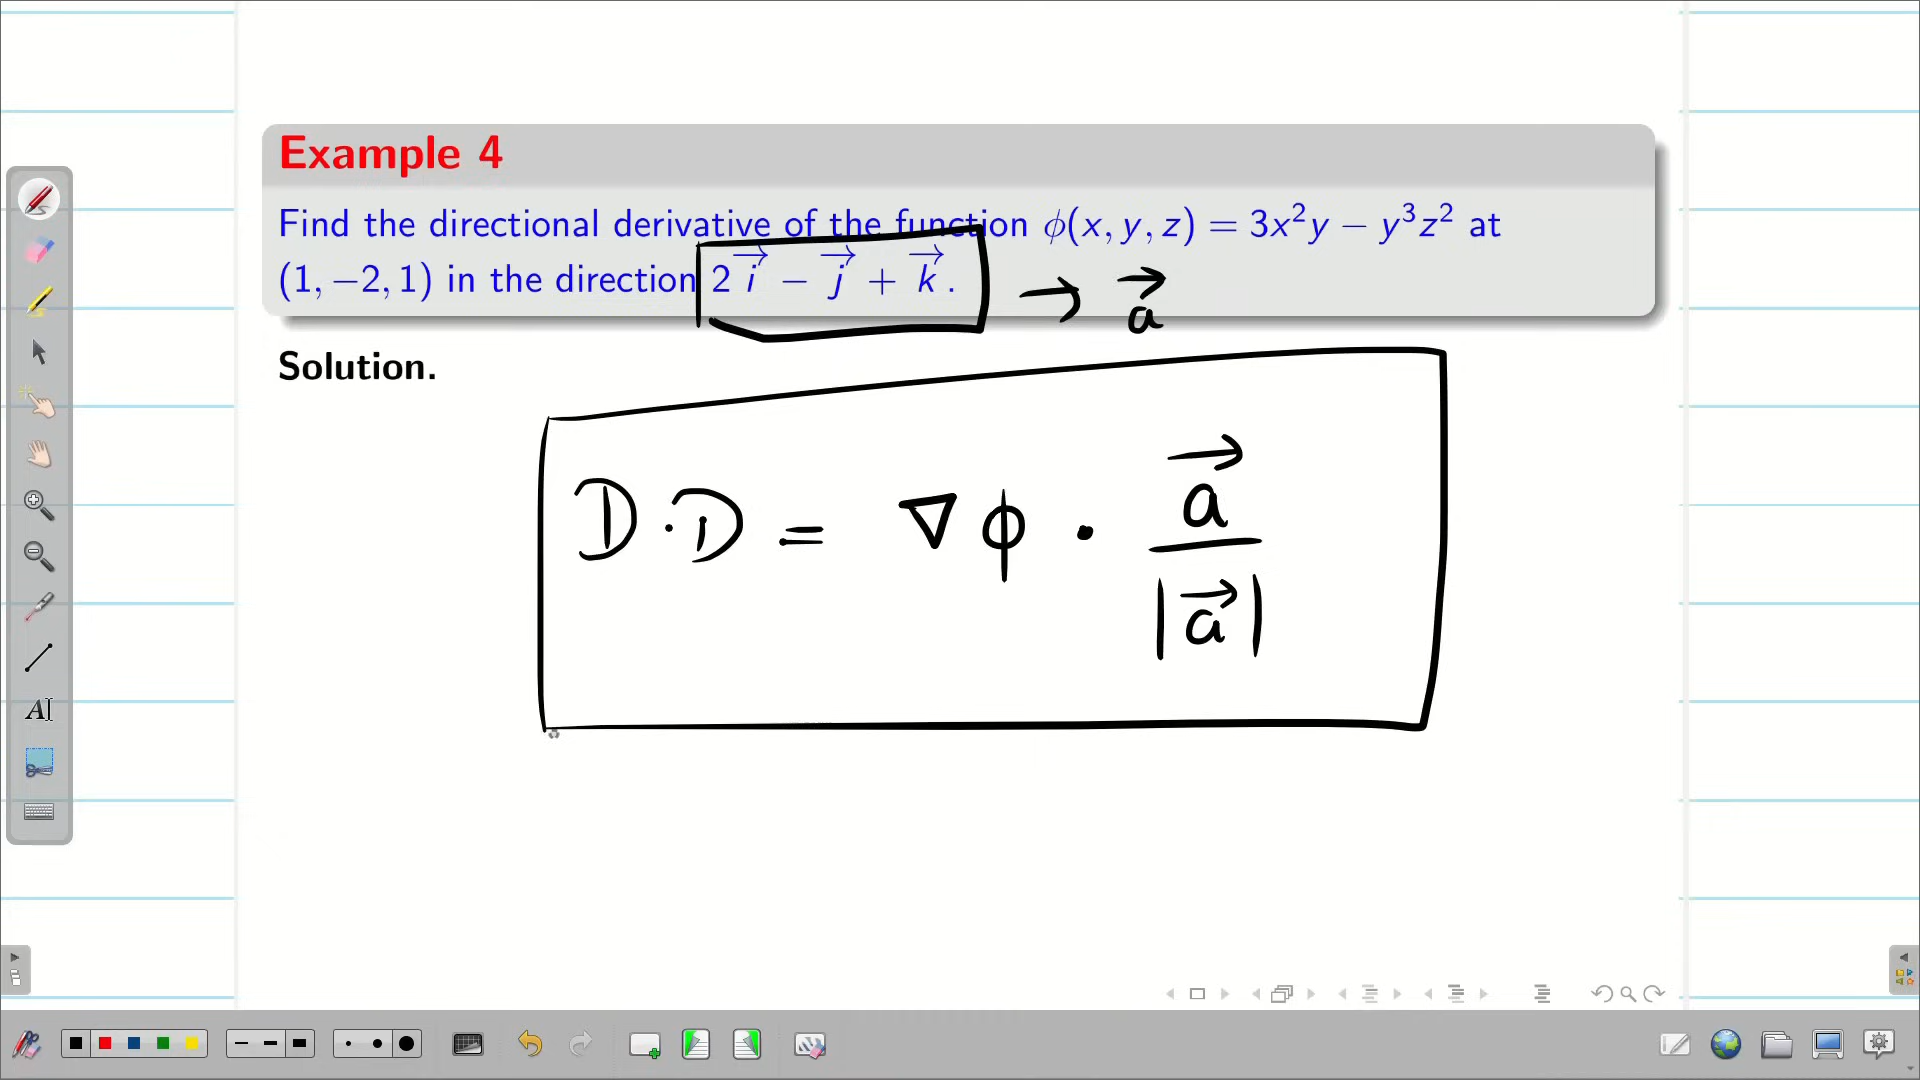 Example 4
Find the directional derivative of the function ϕ(x, y, z) = 3x²y − y³z² at
(1, −2, 1) in the direction 2i⃗ − j⃗ + k⃗. → a⃗
Solution.
D.D = ∇ϕ · a⃗ / |a⃗|